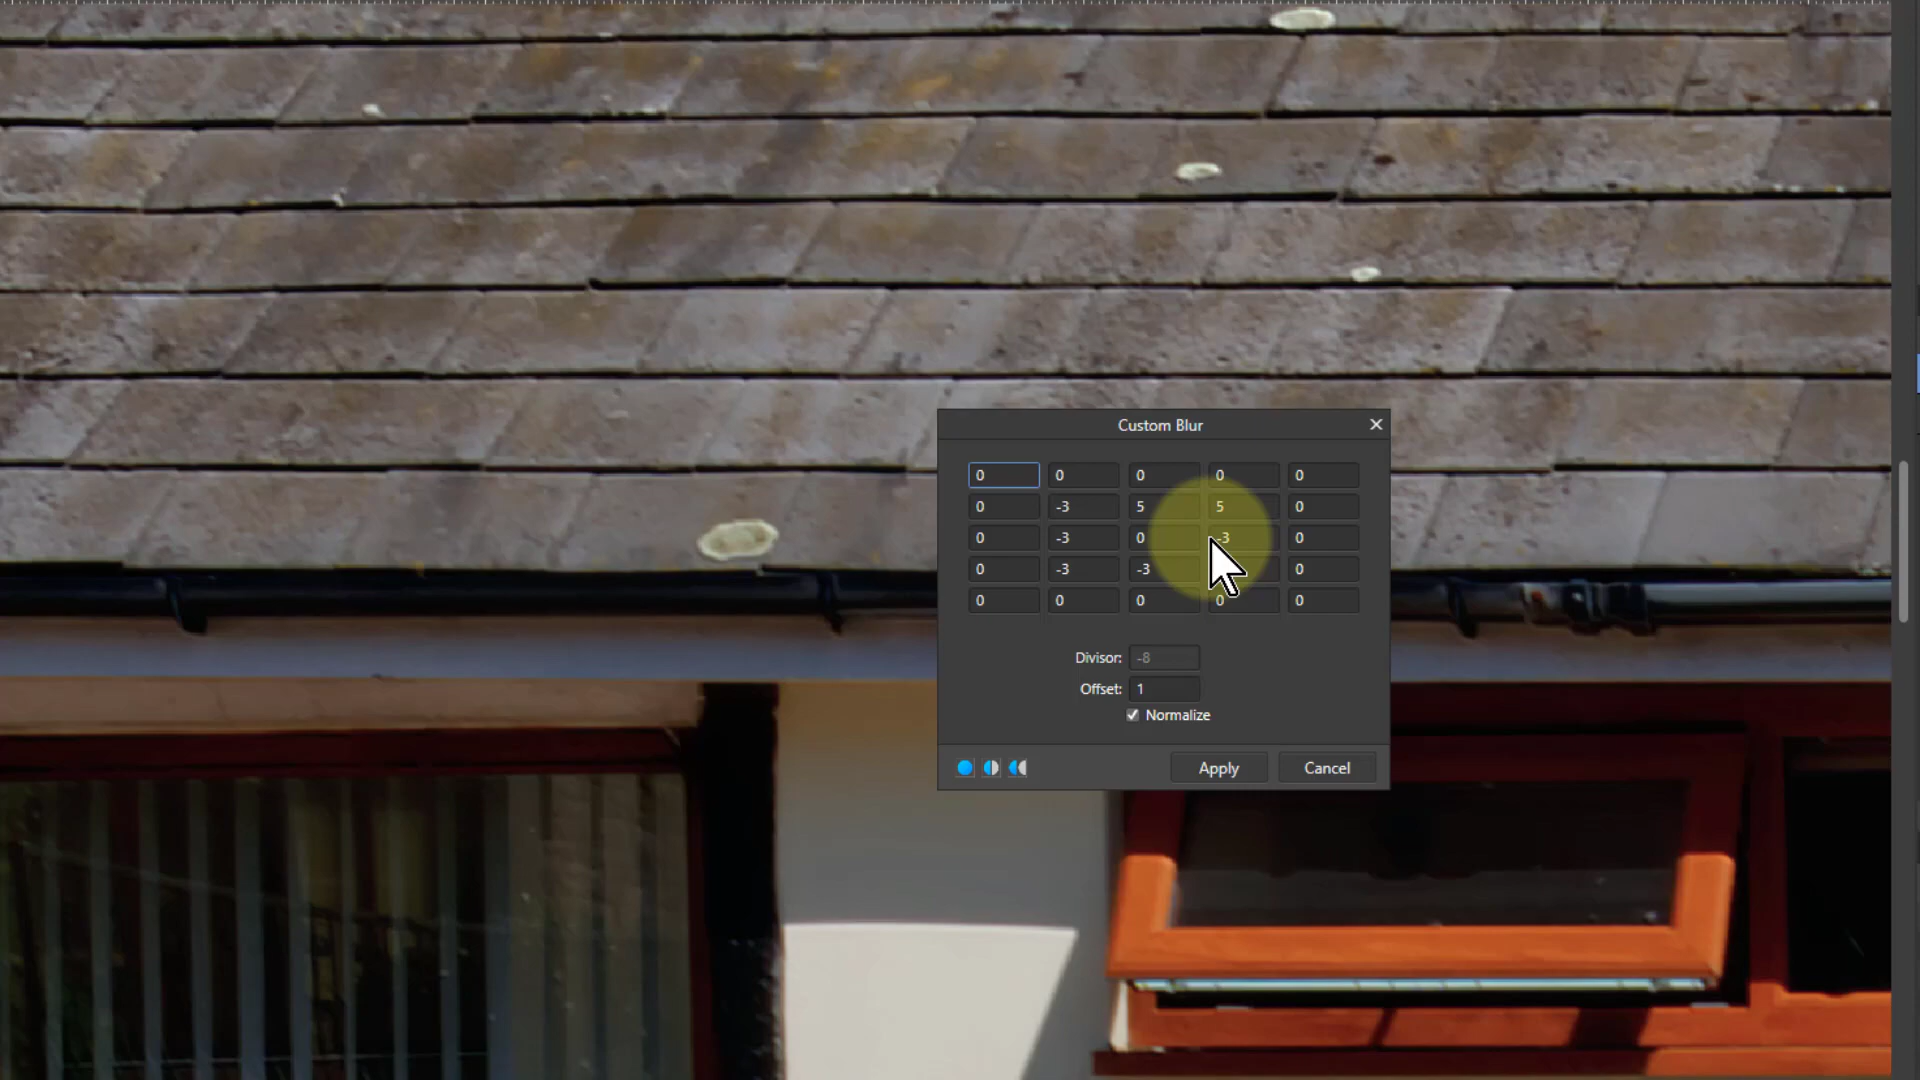 Custom Blur
0 0 0 0 0
0 -3 5 5 0
0 -3 0 -3 0
0 -3 -3 0
0 0 0 0 0
Divisor: -8
Offset: 1
Normalize
Apply Cancel